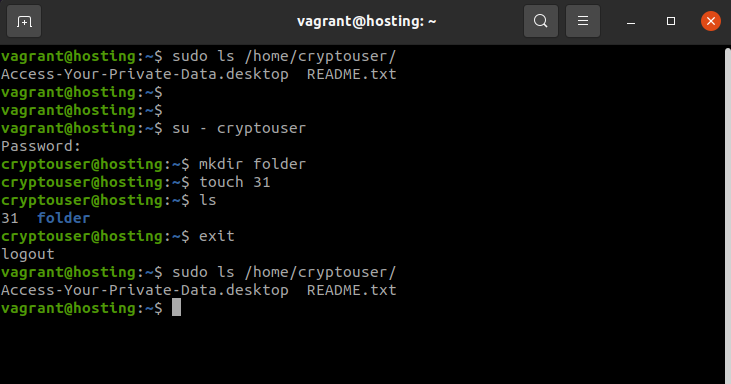 vagrant@hosting: ~
vagrant@hosting:~$ sudo ls /home/cryptouser/
Access-Your-Private-Data.desktop  README.txt
vagrant@hosting:~$
vagrant@hosting:~$
vagrant@hosting:~$ su - cryptouser
Password:
cryptouser@hosting:~$ mkdir folder
cryptouser@hosting:~$ touch 31
cryptouser@hosting:~$ ls
31  folder
cryptouser@hosting:~$ exit
logout
vagrant@hosting:~$ sudo ls /home/cryptouser/
Access-Your-Private-Data.desktop  README.txt
vagrant@hosting:~$